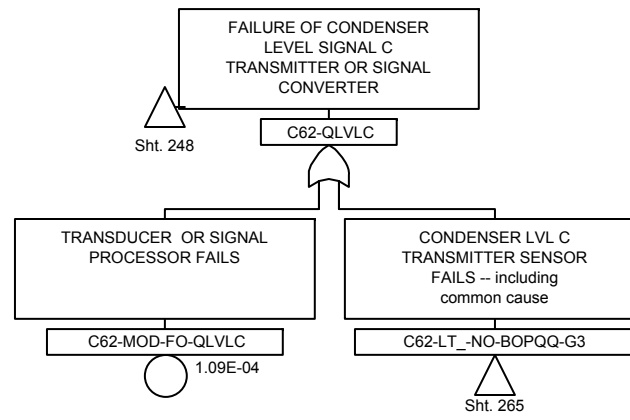 FAILURE OF CONDENSER
LEVEL SIGNAL C
TRANSMITTER OR SIGNAL
CONVERTER
Sht. 248
C62-QLVLC
TRANSDUCER OR SIGNAL
PROCESSOR FAILS
C62-MOD-FO-QLVLC
1.09E-04
CONDENSER LVL C
TRANSMITTER SENSOR
FAILS -- including
common cause
C62-LT_-NO-BOPQQ-G3
Sht. 265